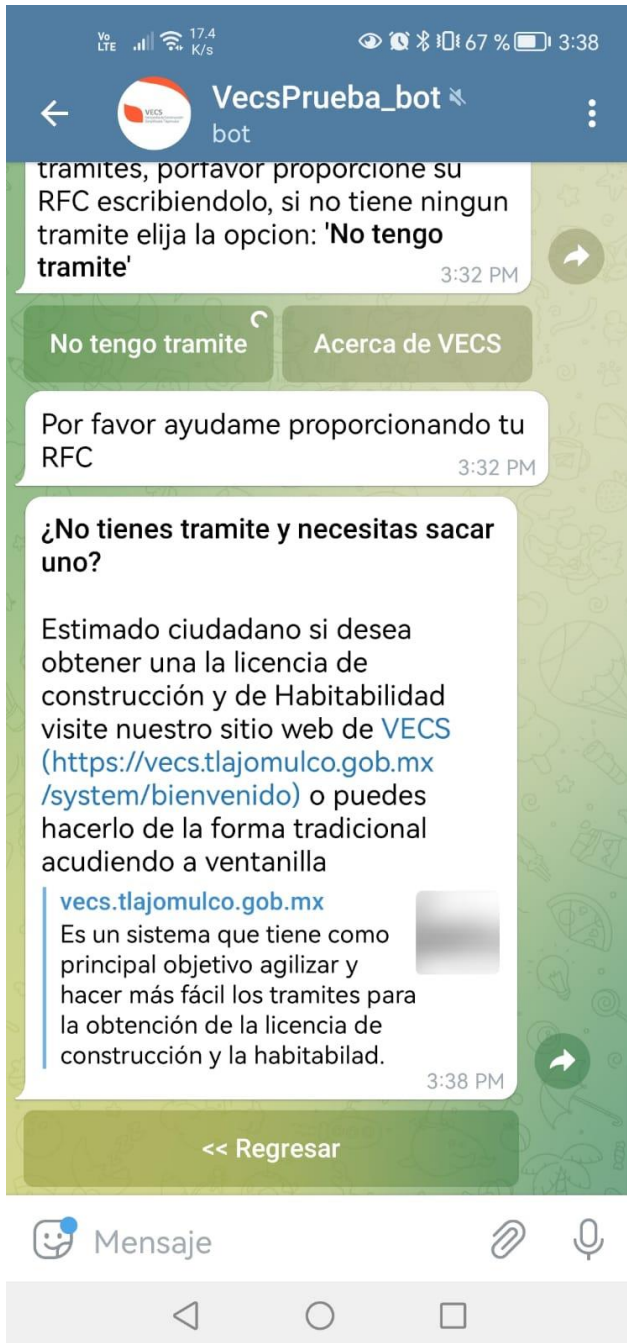 Vo LTE 17.4 K/s 67 % 3:38
VECS
VecsPrueba_bot
bot
tramites, porfavor proporcione su
RFC escribiendolo, si no tiene ningun
tramite elija la opcion: 'No tengo
tramite'
3:32 PM
No tengo tramite Acerca de VECS
Por favor ayudame proporcionando tu
RFC
3:32 PM
¿No tienes tramite y necesitas sacar
uno?
Estimado ciudadano si desea
obtener una la licencia de
construcción y de Habitabilidad
visite nuestro sitio web de VECS
(https://vecs.tlajomulco.gob.mx
/system/bienvenido) o puedes
hacerlo de la forma tradicional
acudiendo a ventanilla
vecs.tlajomulco.gob.mx
Es un sistema que tiene como
principal objetivo agilizar y
hacer más fácil los tramites para
la obtención de la licencia de
construcción y la habitabilad.
3:38 PM
<< Regresar
Mensaje